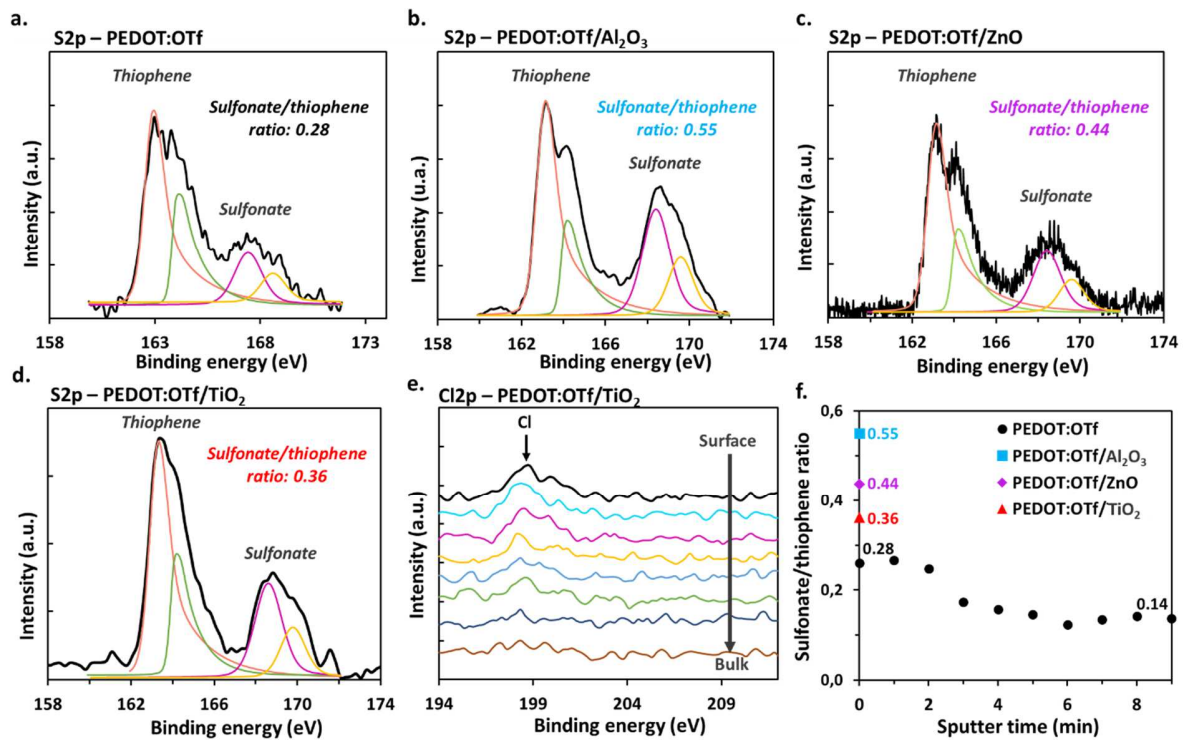 a.
S2p – PEDOT:OTf
Thiophene
Sulfonate/thiophene
ratio: 0.28
Sulfonate
Intensity (a.u.)
158 163 168 173
Binding energy (eV)
b.
S2p – PEDOT:OTf/Al₂O₃
Thiophene
Sulfonate/thiophene
ratio: 0.55
Sulfonate
Intensity (u.a.)
158 162 166 170 174
Binding energy (eV)
c.
S2p – PEDOT:OTf/ZnO
Thiophene
Sulfonate/thiophene
ratio: 0.44
Sulfonate
Intensity (a.u.)
158 162 166 170 174
Binding energy (eV)
d.
S2p – PEDOT:OTf/TiO₂
Thiophene
Sulfonate/thiophene
ratio: 0.36
Sulfonate
Intensity (a.u.)
158 162 166 170 174
Binding energy (eV)
e.
Cl2p – PEDOT:OTf/TiO₂
Cl
Surface
Bulk
Intensity (a.u.)
194 199 204 209
Binding energy (eV)
f.
0,6
0,4
0,2
0,0
Sulfonate/thiophene ratio
PEDOT:OTf
PEDOT:OTf/Al₂O₃
PEDOT:OTf/ZnO
PEDOT:OTf/TiO₂
0.55
0.44
0.36
0.28
0.14
0 2 4 6 8
Sputter time (min)